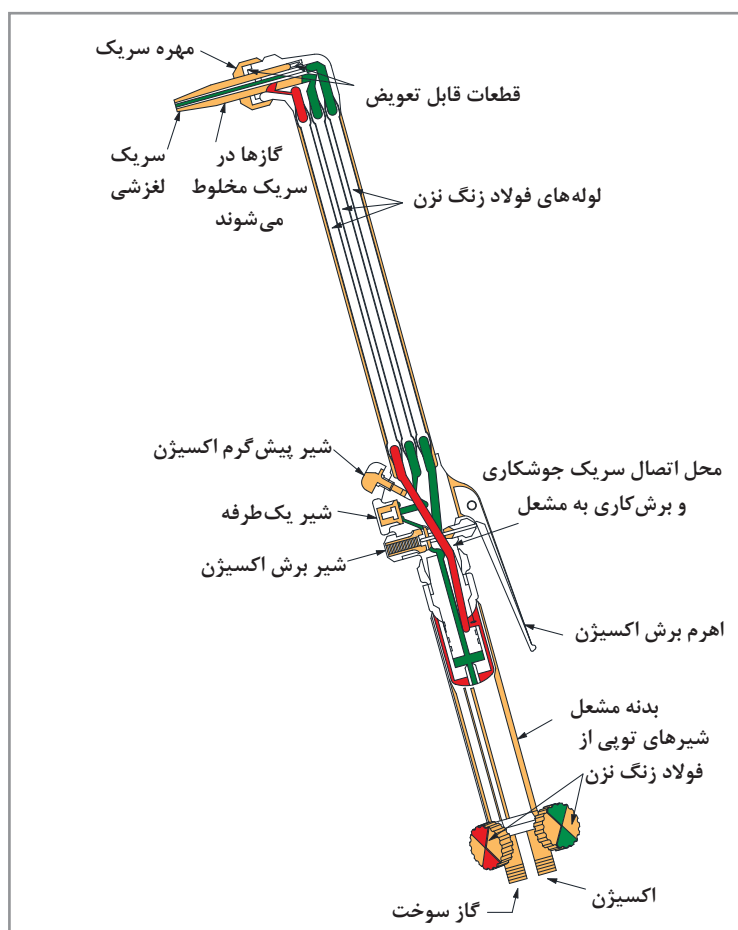 مهره سریک
قطعات قابل تعویض
سریک
لغزشی
گازها در
سریک مخلوط
می‌شوند
لوله‌های فولاد زنگ نزن
شیر پیش‌گرم اکسیژن
محل اتصال سریک جوشکاری
و برش‌کاری به مشعل
شیر یک‌طرفه
شیر برش اکسیژن
اهرم برش اکسیژن
بدنه مشعل
شیرهای توپی از
فولاد زنگ نزن
اکسیژن
گاز سوخت